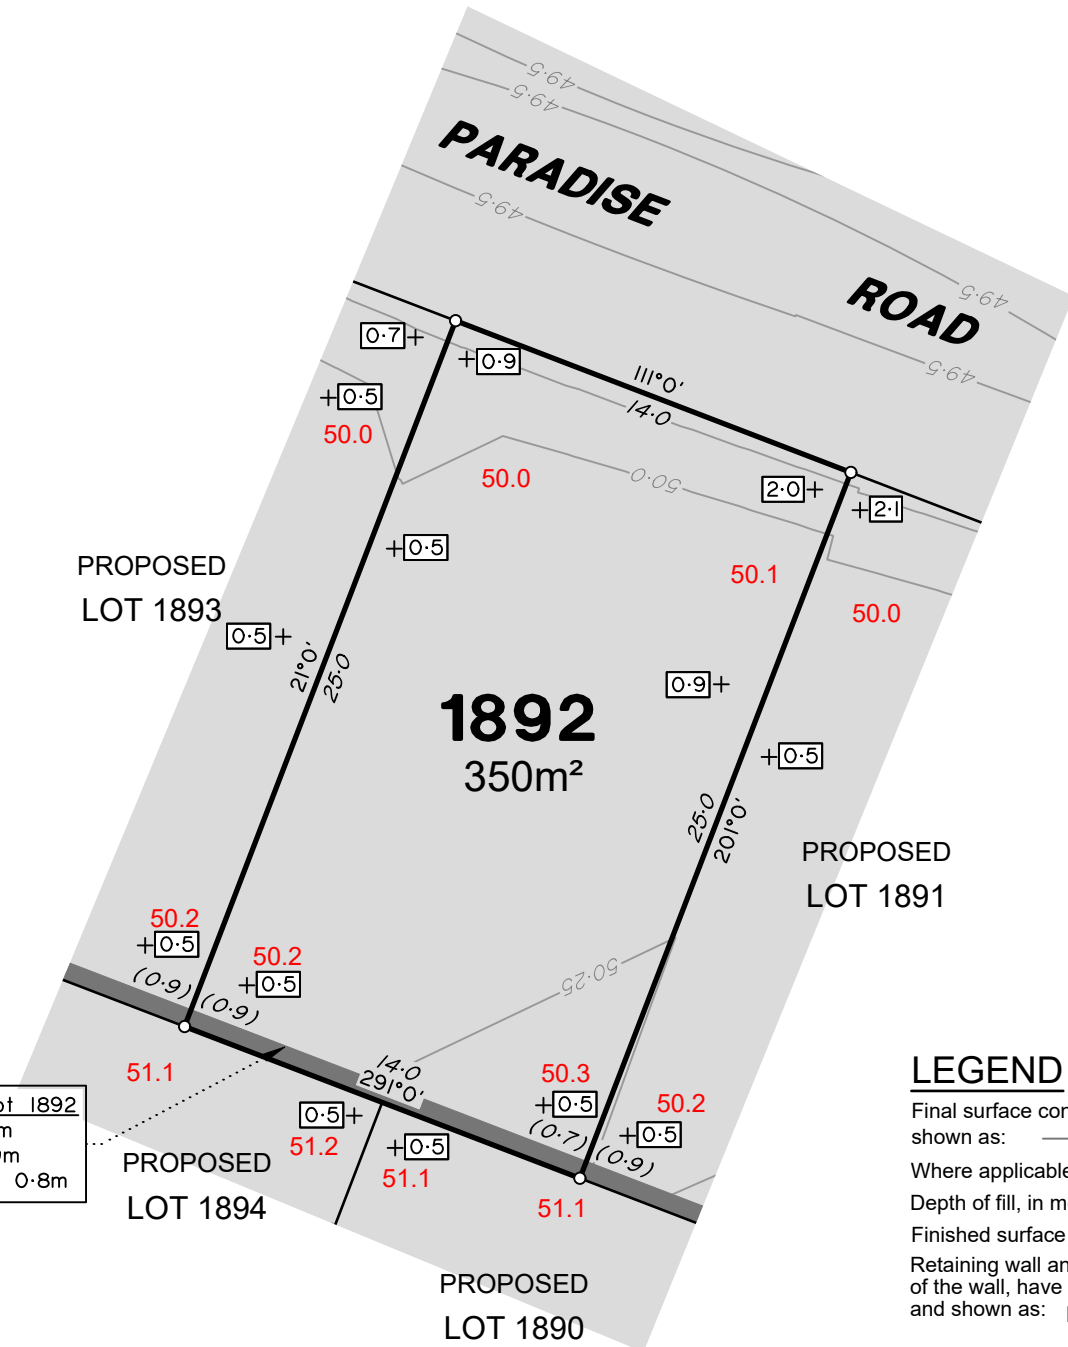 49·5
49·5
PARADISE
49·5
ROAD
49·5
49·5
0·7
0·9
111°0'
14·0
0·5
50.0
50.0
50·0
2·0
2·1
0·5
50.1
50.0
PROPOSED
LOT 1893
0·5
21°0'
25·0
0·9
1892
350m²
0·5
25·0
201°0'
PROPOSED
LOT 1891
50.2
0·5
50.2
0·5
50·25
(0·9)
(0·9)
51.1
14·0
291°0'
50.3
0·5
50.2
0·5
(0·7)
(0·9)
0·5
51.2
0·5
51.1
51.1
1892
m
m
0·8m
PROPOSED
LOT 1894
PROPOSED
LOT 1890
LEGEND
Final surface
shown as:
Where applicable
Depth of fill, in
Finished surface
Retaining wall
of the wall, have
and shown as: